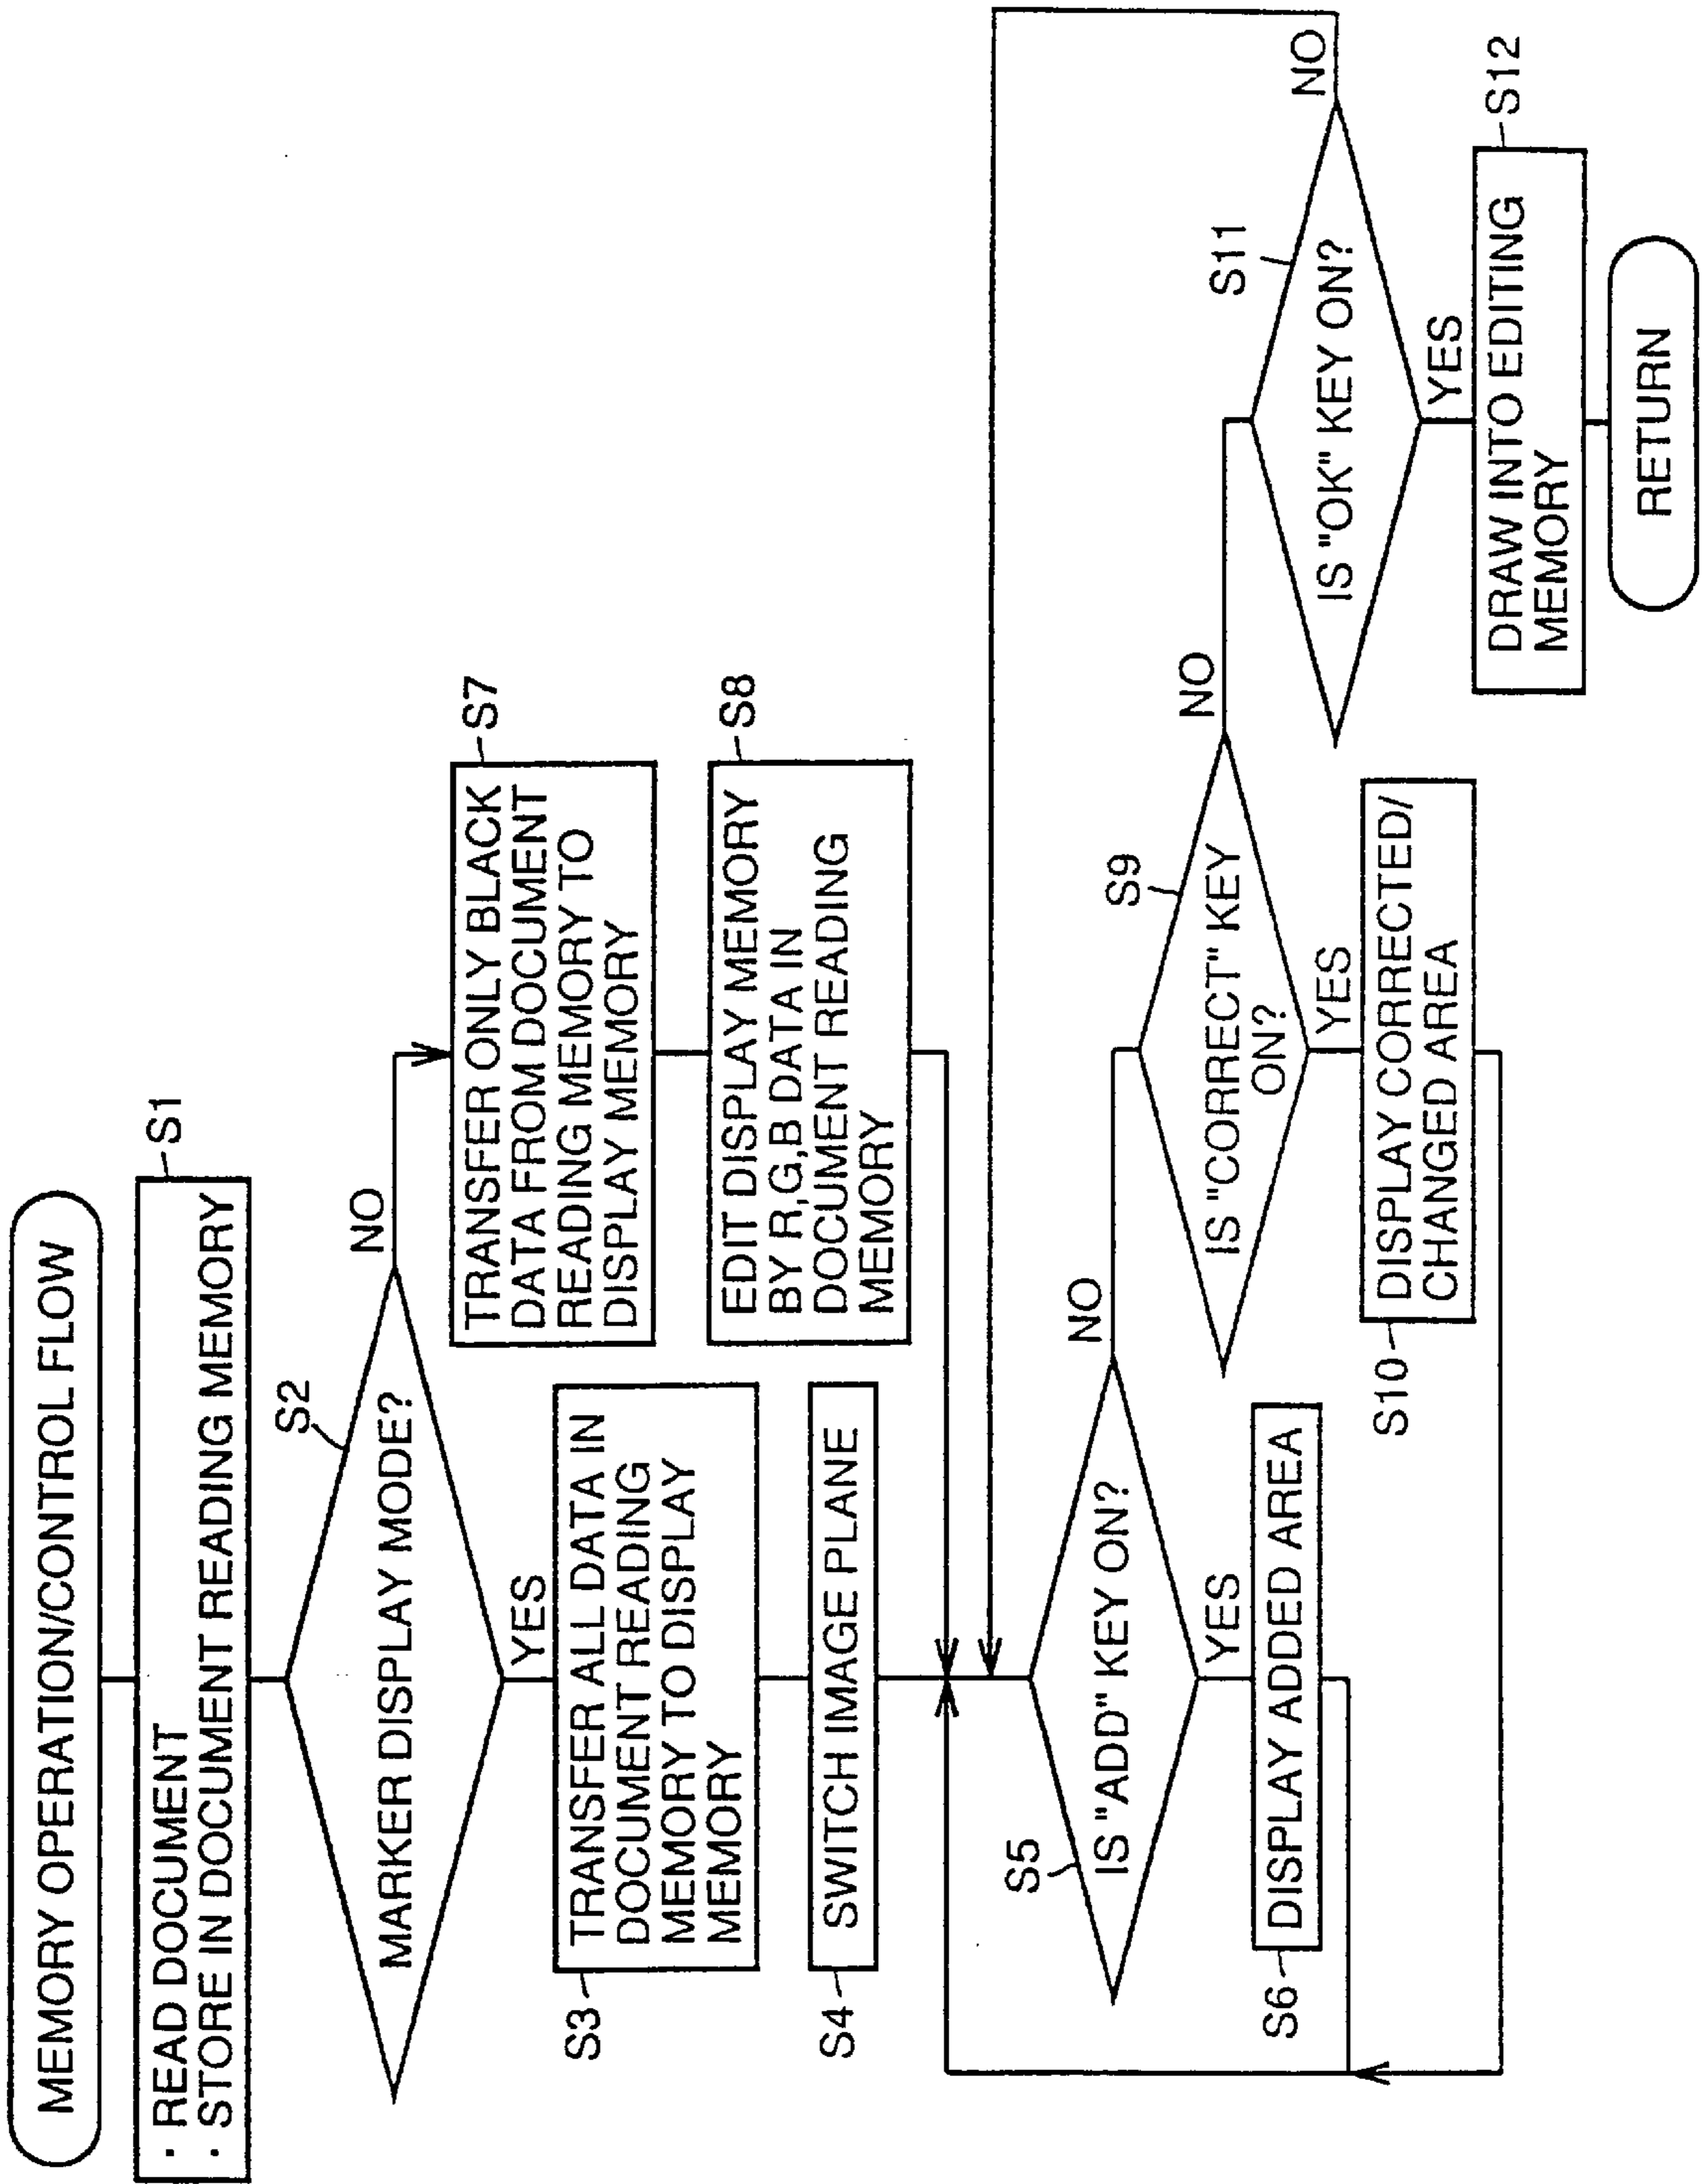 MEMORY OPERATION/CONTROL FLOW
· READ DOCUMENT
· STORE IN DOCUMENT READING MEMORY
S1
S2
MARKER DISPLAY MODE?
NO
YES
S3
TRANSFER ALL DATA IN
DOCUMENT READING
MEMORY TO DISPLAY
MEMORY
S7
TRANSFER ONLY BLACK
DATA FROM DOCUMENT
READING MEMORY TO
DISPLAY MEMORY
S4
SWITCH IMAGE PLANE
S8
EDIT DISPLAY MEMORY
BY R,G,B DATA IN
DOCUMENT READING
MEMORY
S5
IS "ADD" KEY ON?
NO
YES
S6
DISPLAY ADDED AREA
S9
IS "CORRECT" KEY
ON?
NO
YES
S10
DISPLAY CORRECTED/
CHANGED AREA
S11
IS "OK" KEY ON?
NO
YES
S12
DRAW INTO EDITING
MEMORY
RETURN